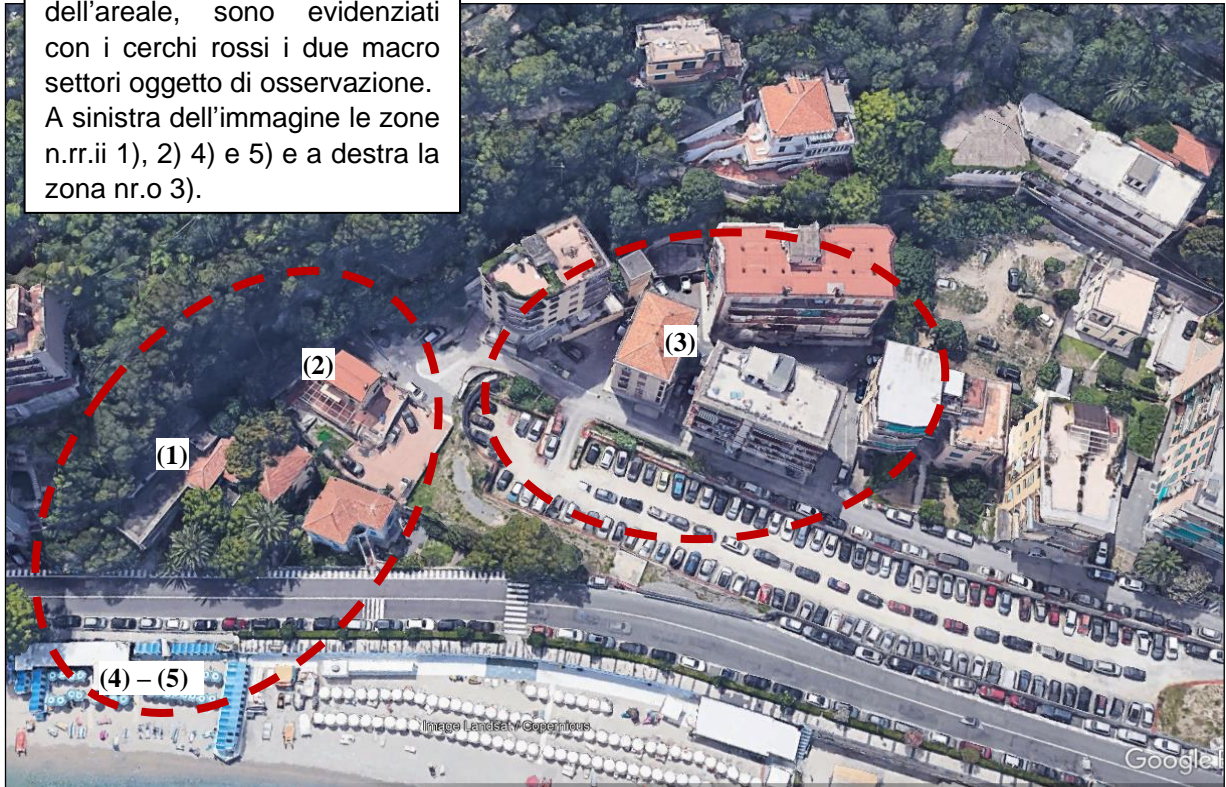 dell’areale, sono evidenziati
con i cerchi rossi i due macro
settori oggetto di osservazione.
A sinistra dell’immagine le zone
n.rr.ii 1), 2) 4) e 5) e a destra la
zona nr.o 3).
(2)
(3)
(1)
(4) – (5)
Image Landsat / Copernicus
Google